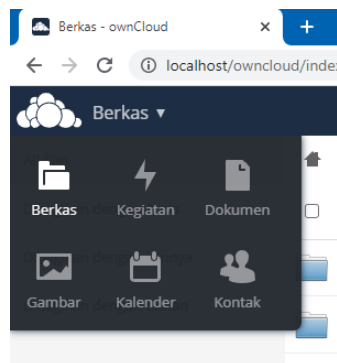 Berkas - ownCloud
localhost/owncloud/inde
Berkas
Berkas Kegiatan Dokumen
Gambar Kalender Kontak